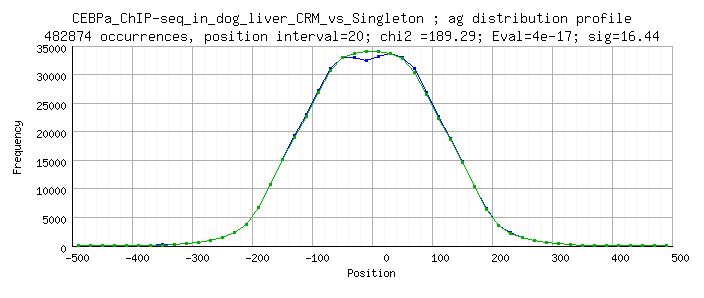 CEBPa_ChIP-seq_in_dog_liver_CRM_vs_Singleton ; ag distribution profile
482874 occurrences, position interval=20; chi2 =189.29; Eval=4e-17; sig=16.44
35000
30000
25000
20000
15000
10000
5000
0
Frequency
-500 -400 -300 -200 -100 0 100 200 300 400 500
Position